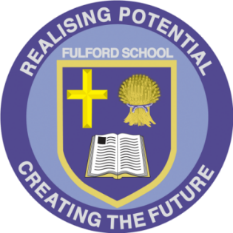 REALISING POTENTIAL
FULFORD SCHOOL
CREATING THE FUTURE